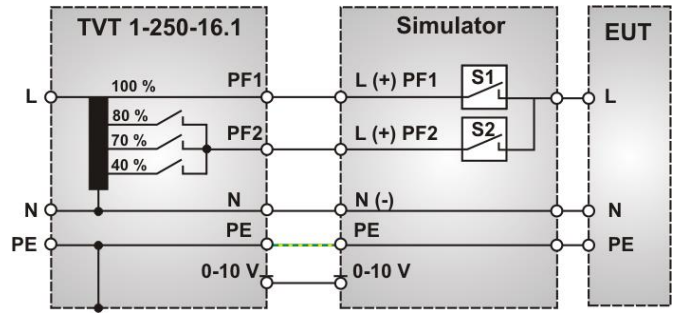 TVT 1-250-16.1
Simulator
EUT
100 %
PF1
L (+) PF1
S1
L
L
80 %
70 %
PF2
L (+) PF2
S2
40 %
N
N
N (-)
N
PE
PE
PE
PE
0-10 V
0-10 V